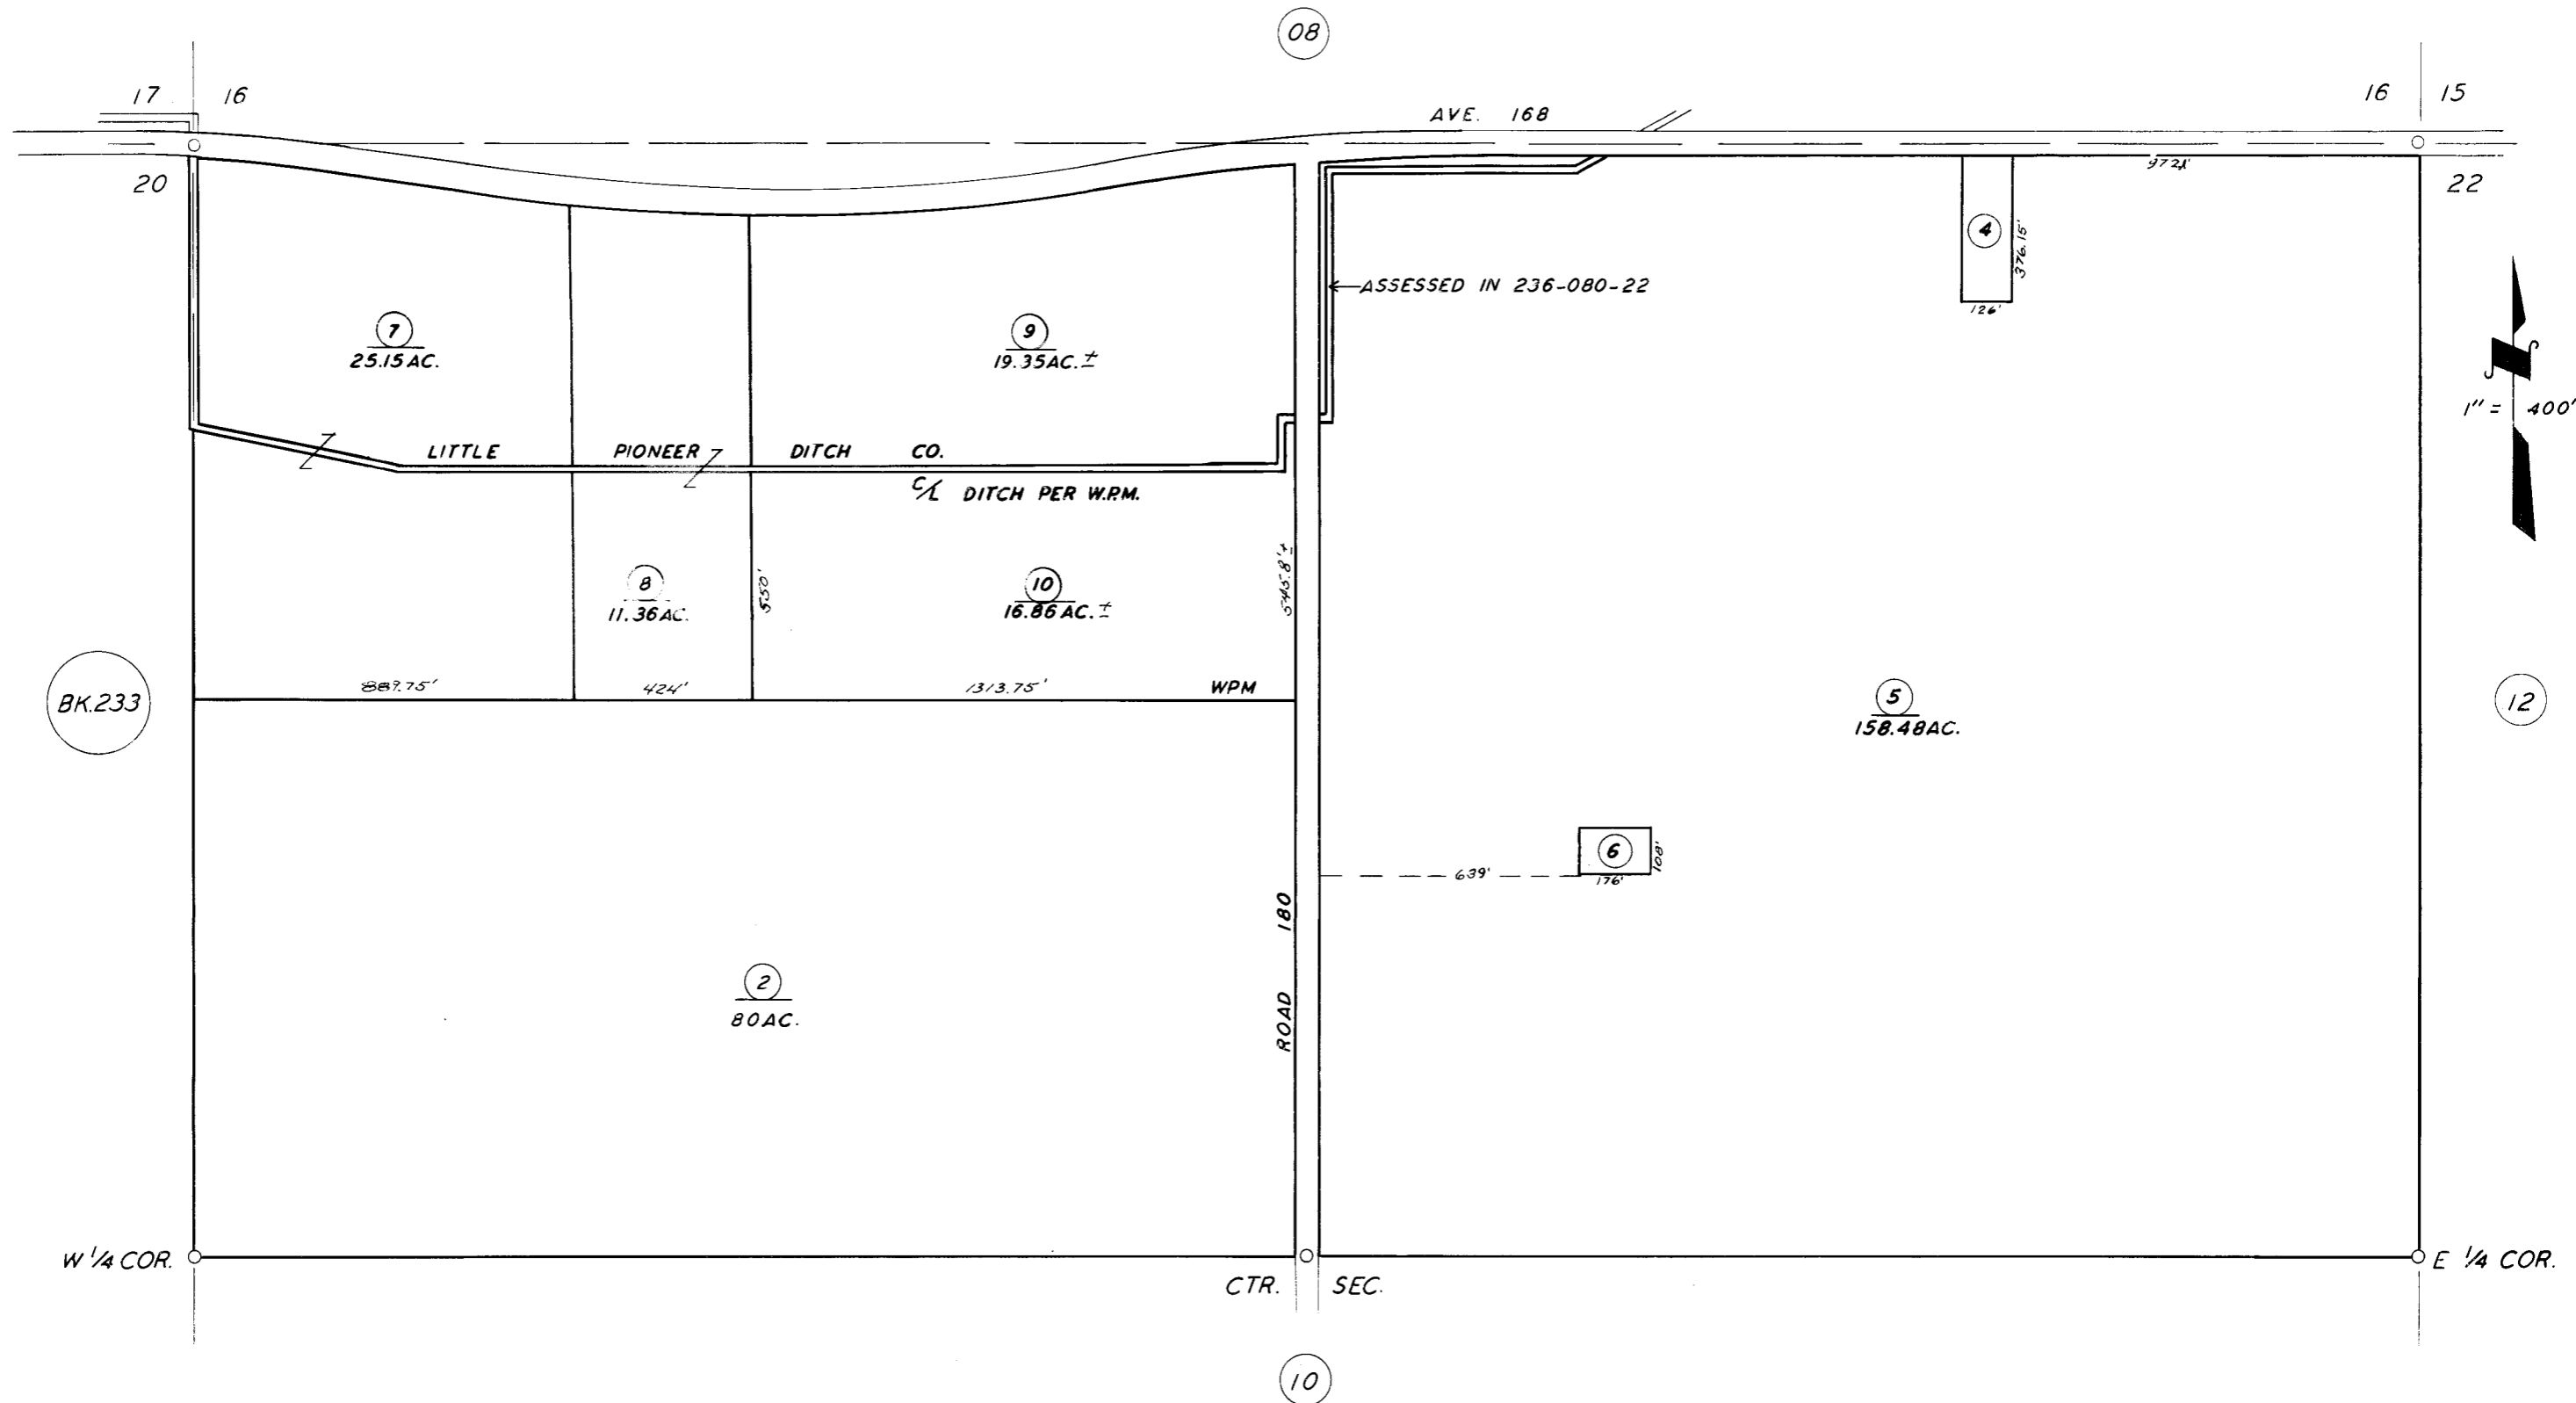 08
17 16
16 15
AVE. 168
20
22
376.15'
4
126'
ASSESSED IN 236-080-22
7
25.15 AC.
9
19.35 AC. ±
1" = 400'
LITTLE PIONEER DITCH CO.
C/L DITCH PER W.P.M.
8
11.36 AC.
550'
10
16.86 AC. ±
545.8' ±
889.75' 424' 1313.75' WPM
BK.233
5
158.48 AC.
12
6
108'
639'
176'
ROAD 180
2
80 AC.
W 1/4 COR.
E 1/4 COR.
CTR. SEC.
10